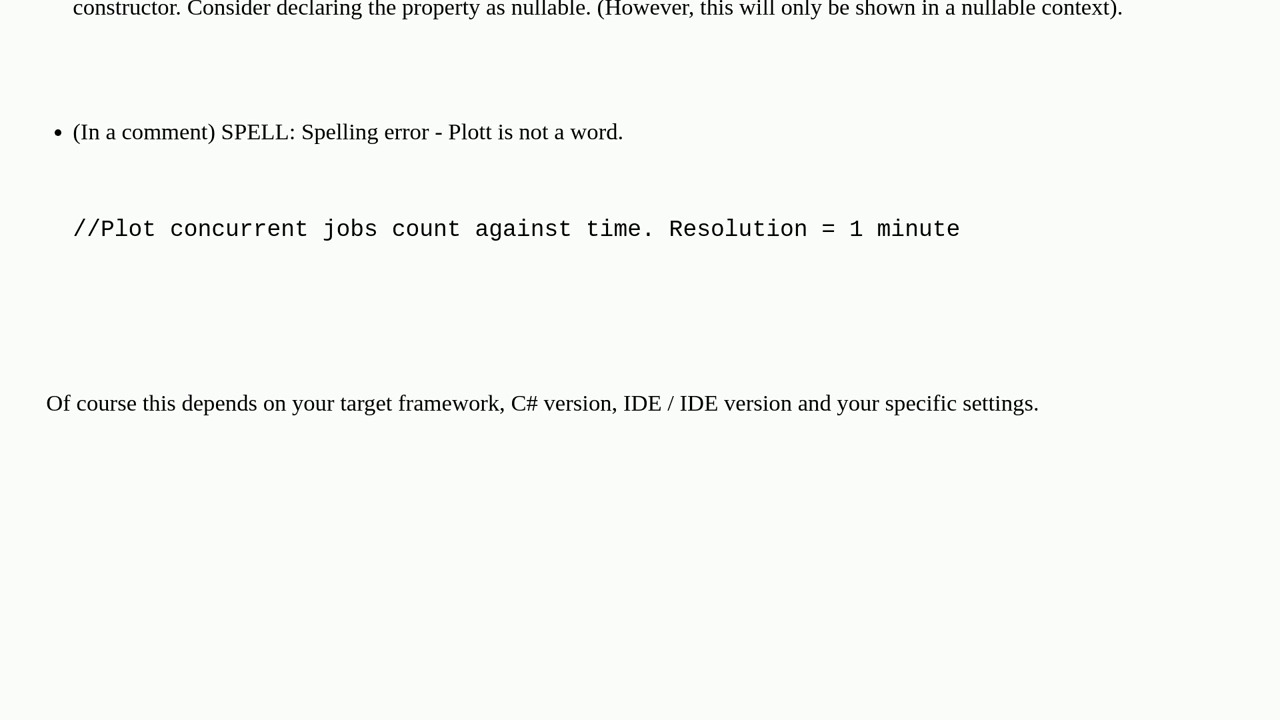 constructor. Consider declaring the property as nullable. (However, this will only be shown in a nullable context).
• (In a comment) SPELL: Spelling error - Plott is not a word.
//Plot concurrent jobs count against time. Resolution = 1 minute
Of course this depends on your target framework, C# version, IDE / IDE version and your specific settings.